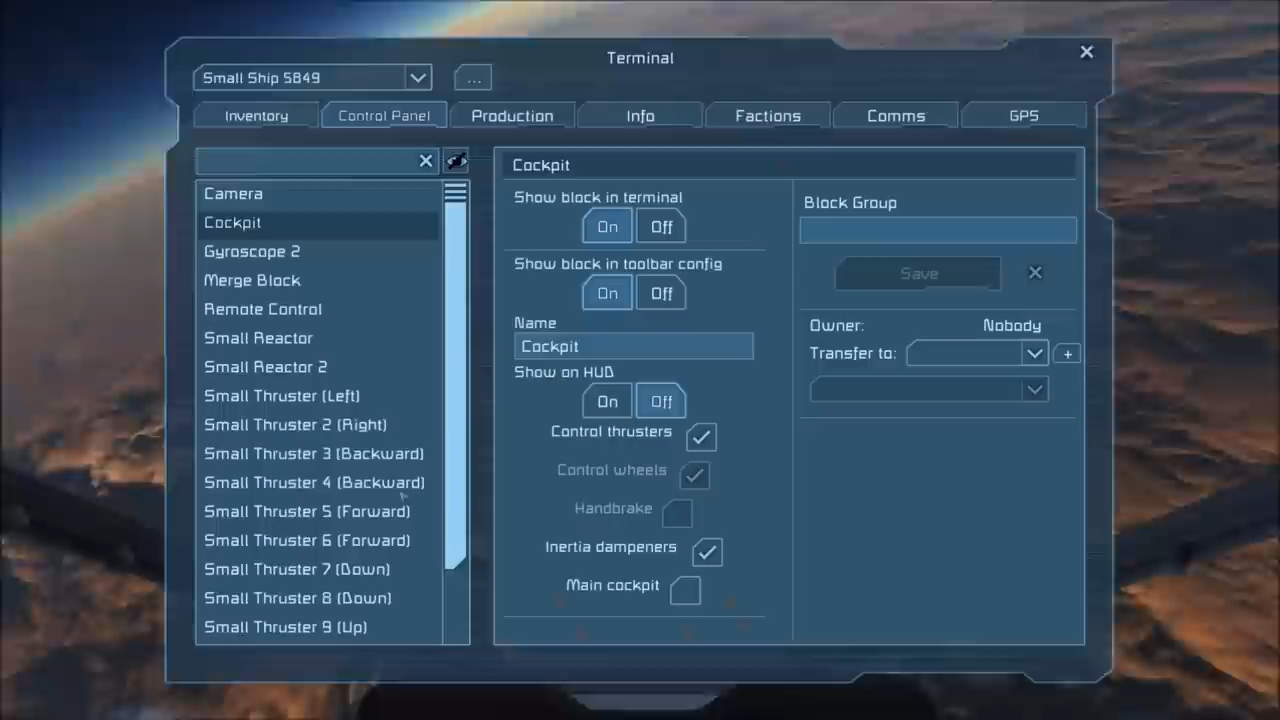 Terminal
Small Ship 5849
...
Inventory
Control Panel
Production
Info
Factions
Comms
GPS
Camera
Cockpit
Gyroscope 2
Merge Block
Remote Control
Small Reactor
Small Reactor 2
Small Thruster (Left)
Small Thruster 2 (Right)
Small Thruster 3 (Backward)
Small Thruster 4 (Backward)
Small Thruster 5 (Forward)
Small Thruster 6 (Forward)
Small Thruster 7 (Down)
Small Thruster 8 (Down)
Small Thruster 9 (Up)
Cockpit
Show block in terminal
On Off
Show block in toolbar config
On Off
Name
Cockpit
Show on HUD
On Off
Control thrusters
Control wheels
Handbrake
Inertia dampeners
Main cockpit
Block Group
Save
Owner: Nobody
Transfer to: